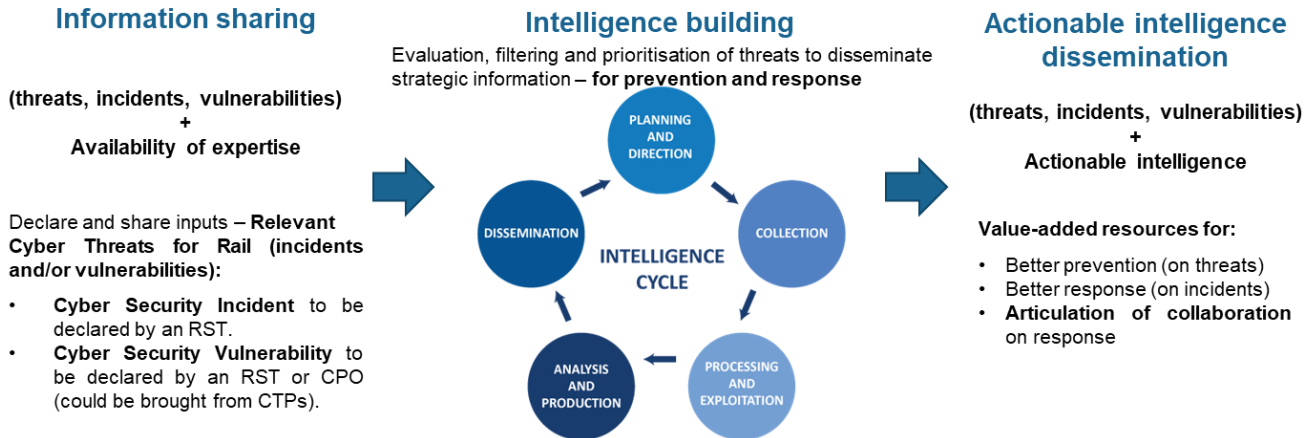 Information sharing
(threats, incidents, vulnerabilities)
+
Availability of expertise
Declare and share inputs – Relevant
Cyber Threats for Rail (incidents
and/or vulnerabilities):
• Cyber Security Incident to be
declared by an RST.
• Cyber Security Vulnerability to
be declared by an RST or CPO
(could be brought from CTPs).
Intelligence building
Evaluation, filtering and prioritisation of threats to disseminate
strategic information – for prevention and response
PLANNING
AND
DIRECTION
COLLECTION
PROCESSING
AND
EXPLOITATION
ANALYSIS
AND
PRODUCTION
DISSEMINATION
INTELLIGENCE
CYCLE
Actionable intelligence
dissemination
(threats, incidents, vulnerabilities)
+
Actionable intelligence
Value-added resources for:
• Better prevention (on threats)
• Better response (on incidents)
• Articulation of collaboration
on response